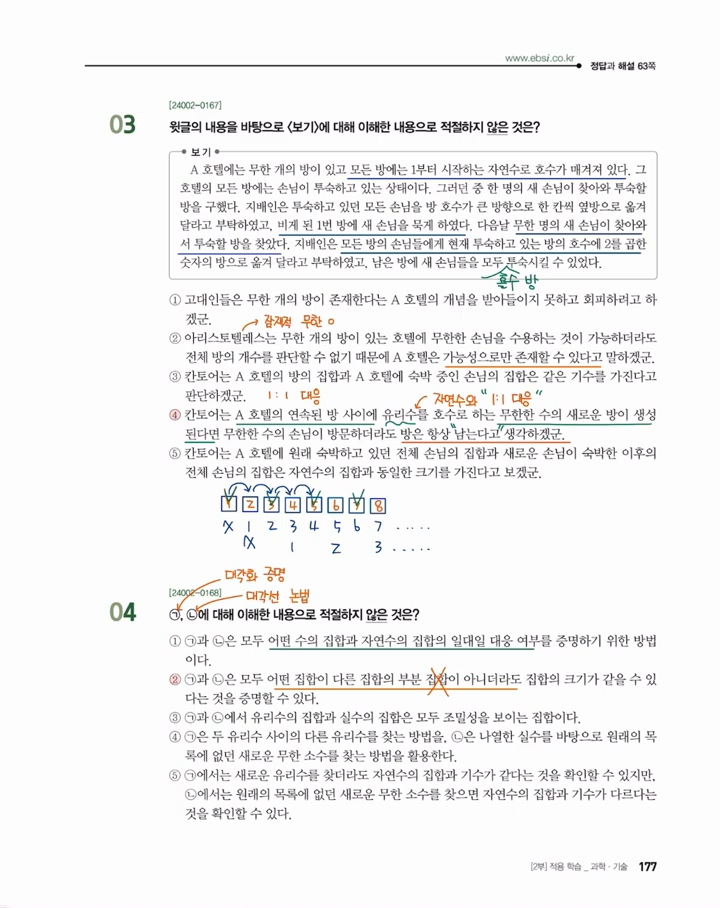 www.ebsi.co.kr
정답과 해설 63쪽
[24002-0167]
03 윗글의 내용을 바탕으로 <보기>에 대해 이해한 내용으로 적절하지 않은 것은?
보기
A 호텔에는 무한 개의 방이 있고 모든 방에는 1부터 시작하는 자연수로 호수가 매겨져 있다. 그
호텔의 모든 방에는 손님이 투숙하고 있는 상태이다. 그러던 중 한 명의 새 손님이 찾아와 투숙할
방을 구했다. 지배인은 투숙하고 있던 모든 손님을 방 호수가 큰 방향으로 한 칸씩 옆방으로 옮겨
달라고 부탁하였고, 비게 된 1번 방에 새 손님을 묵게 하였다. 다음날 무한 명의 새 손님이 찾아와
서 투숙할 방을 찾았다. 지배인은 모든 방의 손님들에게 현재 투숙하고 있는 방의 호수에 2를 곱한
숫자의 방으로 옮겨 달라고 부탁하였고, 남은 방에 새 손님들을 모두 투숙시킬 수 있었다.
홀수 방
① 고대인들은 무한 개의 방이 존재한다는 A 호텔의 개념을 받아들이지 못하고 회피하려고 하
겠군.
잠재적 무한 o
② 아리스토텔레스는 무한 개의 방이 있는 호텔에 무한한 손님을 수용하는 것이 가능하더라도
전체 방의 개수를 판단할 수 없기 때문에 A 호텔은 가능성으로만 존재할 수 있다고 말하겠군.
③ 칸토어는 A 호텔의 방의 집합과 A 호텔에 숙박 중인 손님의 집합은 같은 기수를 가진다고
판단하겠군. 1:1 대응
자연수와 "1:1 대응"
④ 칸토어는 A 호텔의 연속된 방 사이에 유리수를 호수로 하는 무한한 수의 새로운 방이 생성
된다면 무한한 수의 손님이 방문하더라도 방은 항상 "남는다고" 생각하겠군.
⑤ 칸토어는 A 호텔에 원래 숙박하고 있던 전체 손님의 집합과 새로운 손님이 숙박한 이후의
전체 손님의 집합은 자연수의 집합과 동일한 크기를 가진다고 보겠군.
1 2 3 4 5 6 7 8
X 1 2 3 4 5 6 7 .....
X 1 2 3 .....
대각화 증명
[24002-0168]
대각선 논법
04 ㉠, ㉡에 대해 이해한 내용으로 적절하지 않은 것은?
① ㉠과 ㉡은 모두 어떤 수의 집합과 자연수의 집합의 일대일 대응 여부를 증명하기 위한 방법
이다.
② ㉠과 ㉡은 모두 어떤 집합이 다른 집합의 부분 집합이 아니더라도 집합의 크기가 같을 수 있
다는 것을 증명할 수 있다.
③ ㉠과 ㉡에서 유리수의 집합과 실수의 집합은 모두 조밀성을 보이는 집합이다.
④ ㉠은 두 유리수 사이의 다른 유리수를 찾는 방법을, ㉡은 나열한 실수를 바탕으로 원래의 목
록에 없던 새로운 무한 소수를 찾는 방법을 활용한다.
⑤ ㉠에서는 새로운 유리수를 찾더라도 자연수의 집합과 기수가 같다는 것을 확인할 수 있지만,
㉡에서는 원래의 목록에 없던 새로운 무한 소수를 찾으면 자연수의 집합과 기수가 다르다는
것을 확인할 수 있다.
[2부] 적용 학습 _ 과학·기술 177